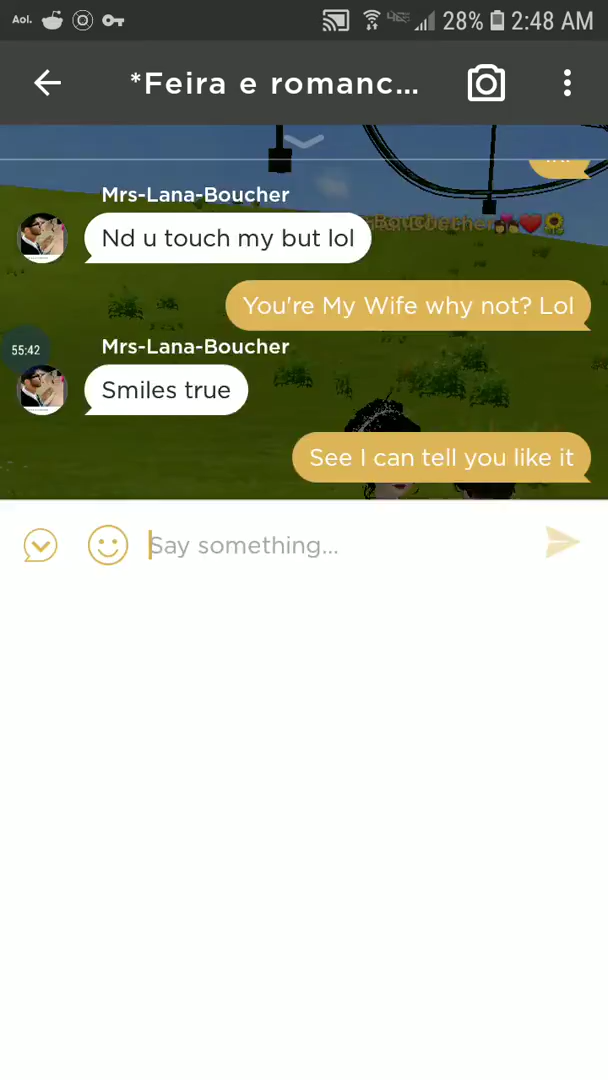 Aol.
28% 2:48 AM
*Feira e romanc...
Mrs-Lana-Boucher
Nd u touch my but lol
You're My Wife why not? Lol
55:42
Mrs-Lana-Boucher
Smiles true
See I can tell you like it
Say something...